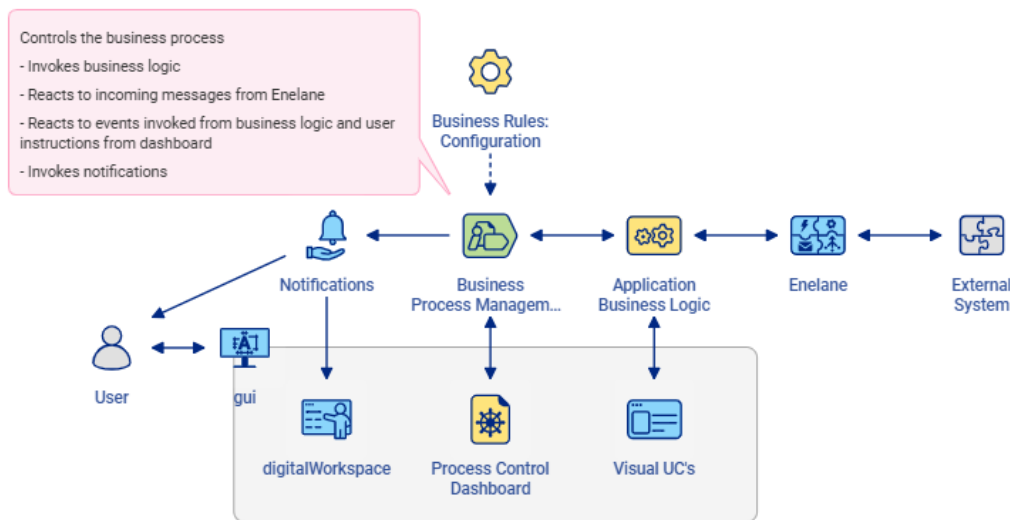 Controls the business process
- Invokes business logic
- Reacts to incoming messages from Enelane
- Reacts to events invoked from business logic and user
instructions from dashboard
- Invokes notifications
Business Rules:
Configuration
Notifications
Business
Process Managem...
Application
Business Logic
Enelane
External
System
User
gui
digitalWorkspace
Process Control
Dashboard
Visual UC's